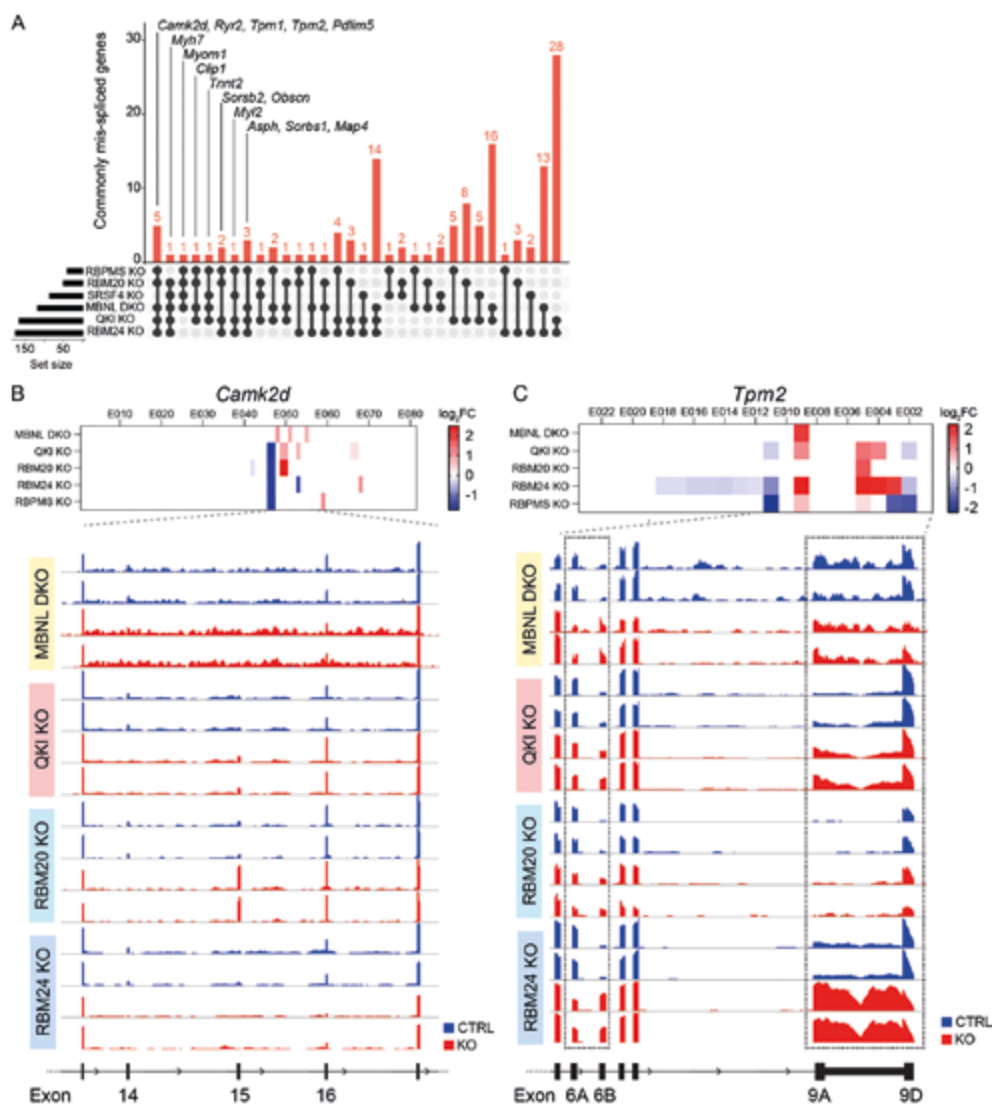 A
Camk2d, Ryr2, Tpm1, Tpm2, Pdlim5
Myh7
Myom1
Clip1
Tnnt2
Sorsb2, Obscn
Myl2
Asph, Sorbs1, Map4
Commonly mis-spliced genes
30
20
10
0
5 1 1 1 1 2 1 3 1 2 1 1 1 1 4 3 1 14 1 2 1 1 2 5 8 5 16 1 3 2 13 28
RBPMS KO
RBM20 KO
SRSF4 KO
MBNL DKO
QKI KO
RBM24 KO
150 50
Set size
B
Camk2d
E010 E020 E030 E040 E050 E060 E070 E080
log2FC
MBNL DKO
QKI KO
RBM20 KO
RBM24 KO
RBPMS KO
2
1
0
-1
MBNL DKO
QKI KO
RBM20 KO
RBM24 KO
CTRL
KO
Exon 14 15 16
C
Tpm2
E022 E020 E018 E016 E014 E012 E010 E008 E006 E004 E002
log2FC
MBNL DKO
QKI KO
RBM20 KO
RBM24 KO
RBPMS KO
2
1
0
-1
-2
MBNL DKO
QKI KO
RBM20 KO
RBM24 KO
CTRL
KO
Exon 6A 6B 9A 9D